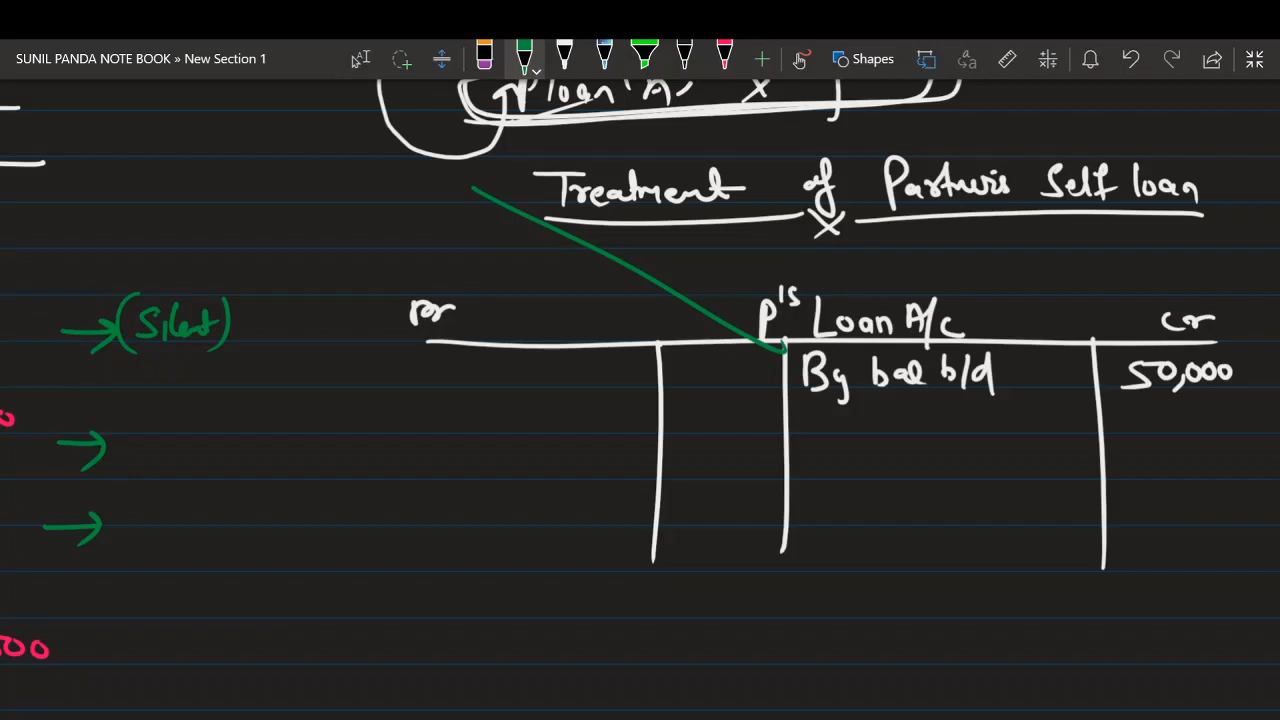 SUNIL PANDA NOTE BOOK » New Section 1
Shapes
loan A/c X
Treatment of Partner's Self loan
X
→(Silent)
Dr P's Loan A/c Cr
By bal b/d 50,000
→
→